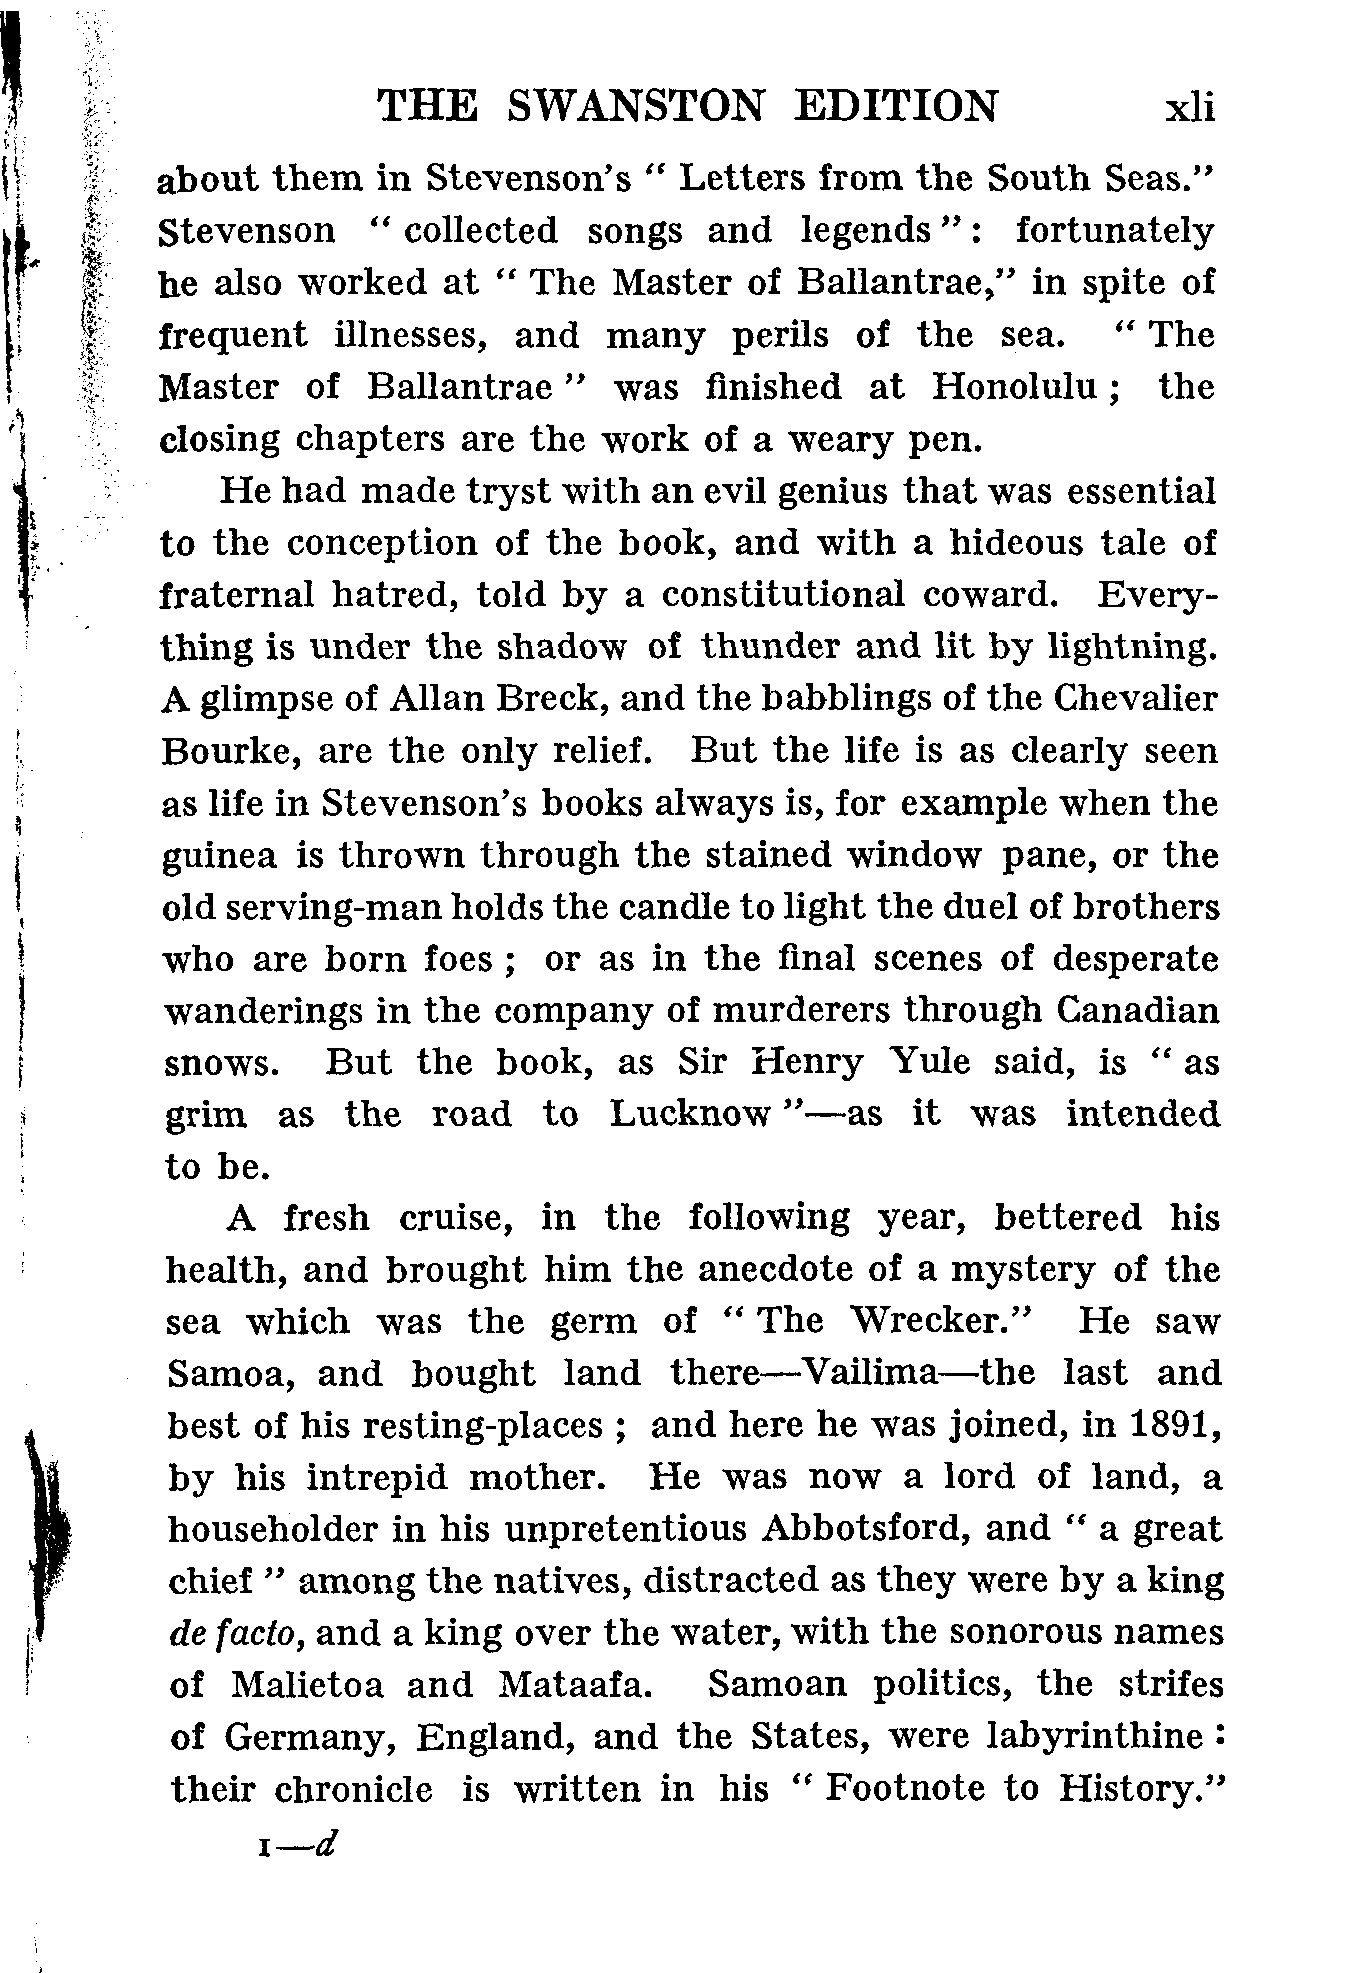 THE SWANSTON EDITION xli
about them in Stevenson's “ Letters from the South Seas.”
Stevenson “ collected songs and legends ” : fortunately
he also worked at “ The Master of Ballantrae,” in spite of
frequent illnesses, and many perils of the sea. “ The
Master of Ballantrae ” was finished at Honolulu ; the
closing chapters are the work of a weary pen.
He had made tryst with an evil genius that was essential
to the conception of the book, and with a hideous tale of
fraternal hatred, told by a constitutional coward. Every-
thing is under the shadow of thunder and lit by lightning.
A glimpse of Allan Breck, and the babblings of the Chevalier
Bourke, are the only relief. But the life is as clearly seen
as life in Stevenson's books always is, for example when the
guinea is thrown through the stained window pane, or the
old serving-man holds the candle to light the duel of brothers
who are born foes ; or as in the final scenes of desperate
wanderings in the company of murderers through Canadian
snows. But the book, as Sir Henry Yule said, is “ as
grim as the road to Lucknow ”—as it was intended
to be.
A fresh cruise, in the following year, bettered his
health, and brought him the anecdote of a mystery of the
sea which was the germ of “ The Wrecker.” He saw
Samoa, and bought land there—Vailima—the last and
best of his resting-places ; and here he was joined, in 1891,
by his intrepid mother. He was now a lord of land, a
householder in his unpretentious Abbotsford, and “ a great
chief ” among the natives, distracted as they were by a king
de facto, and a king over the water, with the sonorous names
of Malietoa and Mataafa. Samoan politics, the strifes
of Germany, England, and the States, were labyrinthine :
their chronicle is written in his “ Footnote to History.”
I—d